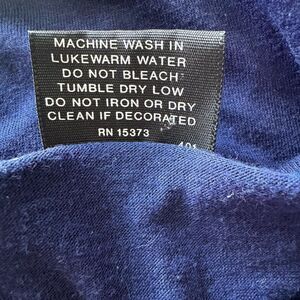 MACHINE WASH IN
LUKEWARM WATER
DO NOT BLEACH
TUMBLE DRY LOW
DO NOT IRON OR DRY
CLEAN IF DECORATED
RN 15373